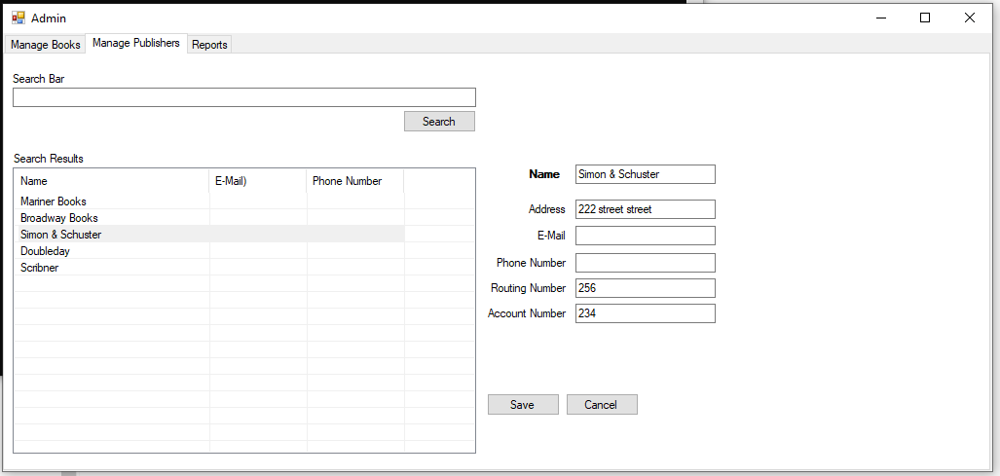 Admin
Manage Books Manage Publishers Reports
Search Bar
Search
Search Results
Name E-Mail) Phone Number
Mariner Books
Broadway Books
Simon & Schuster
Doubleday
Scribner
Name Simon & Schuster
Address 222 street street
E-Mail
Phone Number
Routing Number 256
Account Number 234
Save Cancel